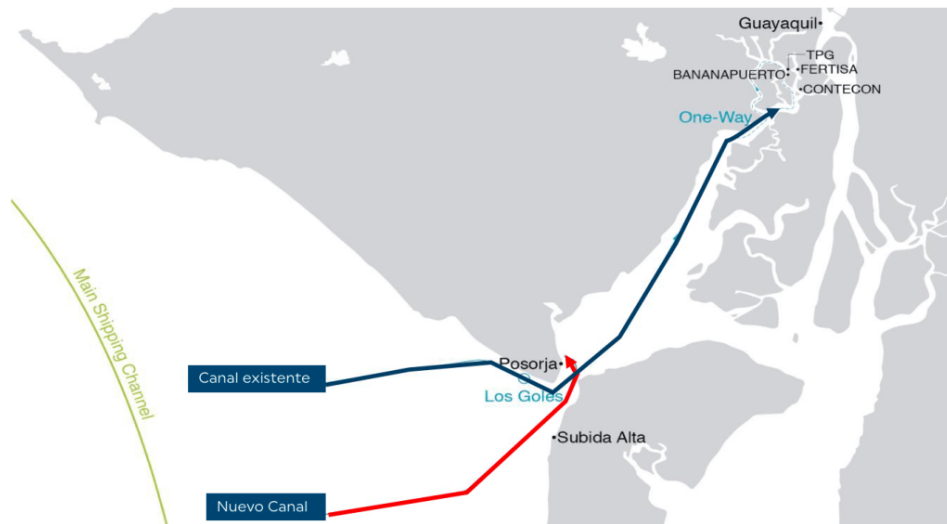 Guayaquil
TPG
BANANAPUERTO
FERTISA
CONTECON
One-Way
Main Shipping Channel
Posorja
Canal existente
Los Goles
Subida Alta
Nuevo Canal